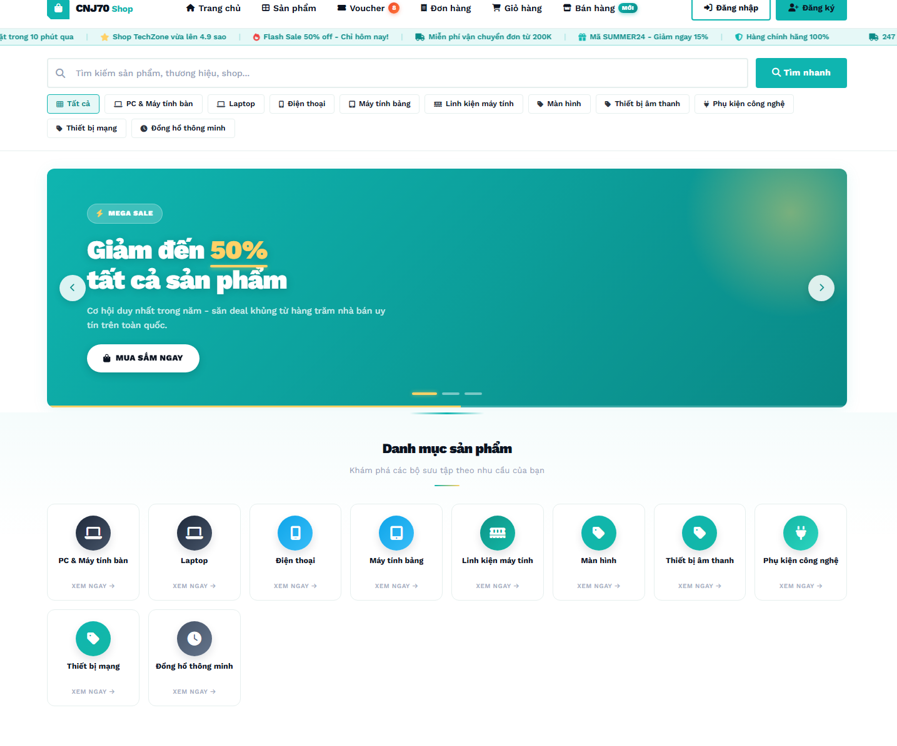 CNJ70 Shop
Trang chủ
Sản phẩm
Voucher 8
Đơn hàng
Giỏ hàng
Bán hàng MỚI
Đăng nhập
Đăng ký
trong 10 phút qua
Shop TechZone vừa lên 4.9 sao
Flash Sale 50% off - Chỉ hôm nay!
Miễn phí vận chuyển đơn từ 200K
Mã SUMMER24 - Giảm ngay 15%
Hàng chính hãng 100%
247
Tìm kiếm sản phẩm, thương hiệu, shop...
Tìm nhanh
Tất cả
PC & Máy tính bàn
Laptop
Điện thoại
Máy tính bảng
Linh kiện máy tính
Màn hình
Thiết bị âm thanh
Phụ kiện công nghệ
Thiết bị mạng
Đồng hồ thông minh
MEGA SALE
Giảm đến 50%
tất cả sản phẩm
Cơ hội duy nhất trong năm - săn deal khủng từ hàng trăm nhà bán uy
tín trên toàn quốc.
MUA SẮM NGAY
Danh mục sản phẩm
Khám phá các bộ sưu tập theo nhu cầu của bạn
PC & Máy tính bàn
XEM NGAY →
Laptop
XEM NGAY →
Điện thoại
XEM NGAY →
Máy tính bảng
XEM NGAY →
Linh kiện máy tính
XEM NGAY →
Màn hình
XEM NGAY →
Thiết bị âm thanh
XEM NGAY →
Phụ kiện công nghệ
XEM NGAY →
Thiết bị mạng
XEM NGAY →
Đồng hồ thông minh
XEM NGAY →